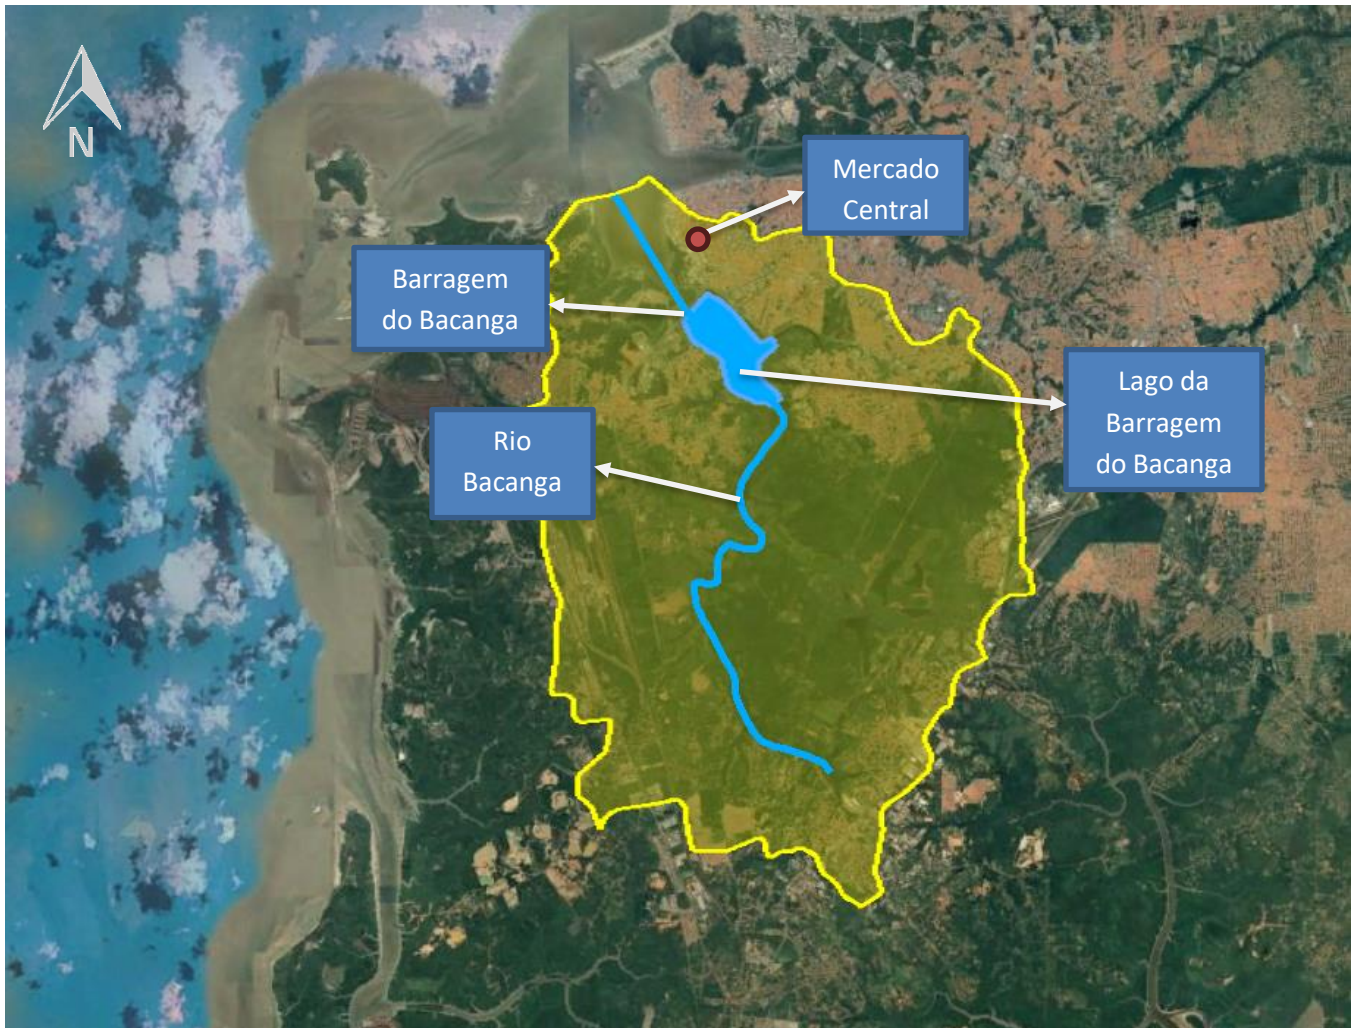 N
Mercado
Central
Barragem
do Bacanga
Lago da
Barragem
do Bacanga
Rio
Bacanga